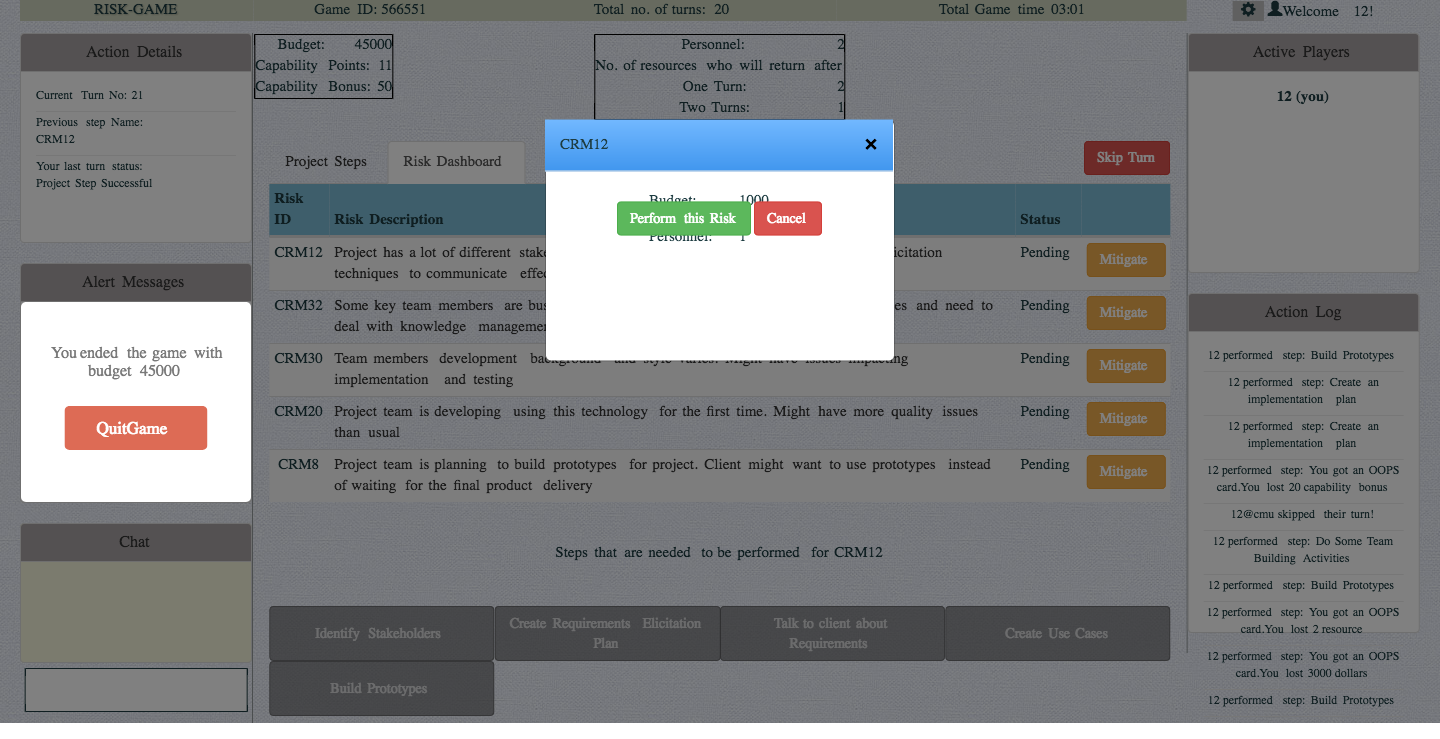 RISK-GAME
Game ID: 566551
Total no. of turns: 20
Total Game time 03:01
Welcome 12!
Action Details
Current Turn No: 21
Previous step Name:
CRM12
Your last turn status:
Project Step Successful
Alert Messages
You ended the game with
budget 45000
QuitGame
Chat
Budget: 45000
Capability Points: 11
Capability Bonus: 50
Personnel: 2
No. of resources who will return after
One Turn: 2
Two Turns: 1
Project Steps
Risk Dashboard
Skip Turn
CRM12
×
Budget: 1000
Perform this Risk
Cancel
Personnel: 1
Risk
ID
Risk Description
Status
CRM12 Project has a lot of different icitation Pending Mitigate
techniques to communicate
CRM32 Some key team members are es and need to Pending Mitigate
deal with knowledge
CRM30 Team members development background and style varies. Might have issues impacting Pending Mitigate
implementation and testing
CRM20 Project team is developing using this technology for the first time. Might have more quality issues Pending Mitigate
than usual
CRM8 Project team is planning to build prototypes for project. Client might want to use prototypes instead Pending Mitigate
of waiting for the final product delivery
Steps that are needed to be performed for CRM12
Identify Stakeholders
Create Requirements Elicitation
Plan
Talk to client about
Requirements
Create Use Cases
Build Prototypes
Active Players
12 (you)
Action Log
12 performed step: Build Prototypes
12 performed step: Create an
implementation plan
12 performed step: Create an
implementation plan
12 performed step: You got an OOPS
card.You lost 20 capability bonus
12@cmu skipped their turn!
12 performed step: Do Some Team
Building Activities
12 performed step: Build Prototypes
12 performed step: You got an OOPS
card.You lost 2 resource
12 performed step: You got an OOPS
card.You lost 3000 dollars
12 performed step: Build Prototypes